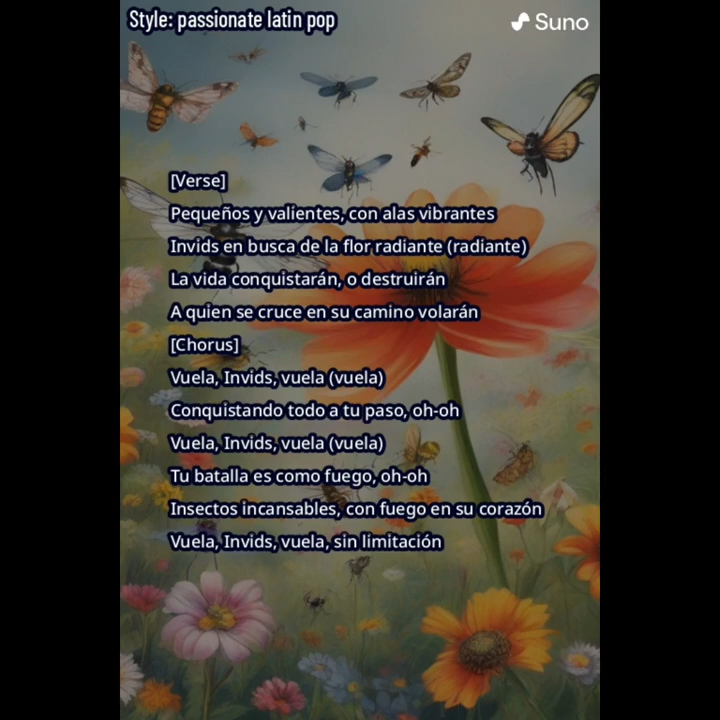 Style: passionate latin pop
Suno
[Verse]
Pequeños y valientes, con alas vibrantes
Invids en busca de la flor radiante (radiante)
La vida conquistarán, o destruirán
A quien se cruce en su camino volarán
[Chorus]
Vuela, Invids, vuela (vuela)
Conquistando todo a tu paso, oh-oh
Vuela, Invids, vuela (vuela)
Tu batalla es como fuego, oh-oh
Insectos incansables, con fuego en su corazón
Vuela, Invids, vuela, sin limitación